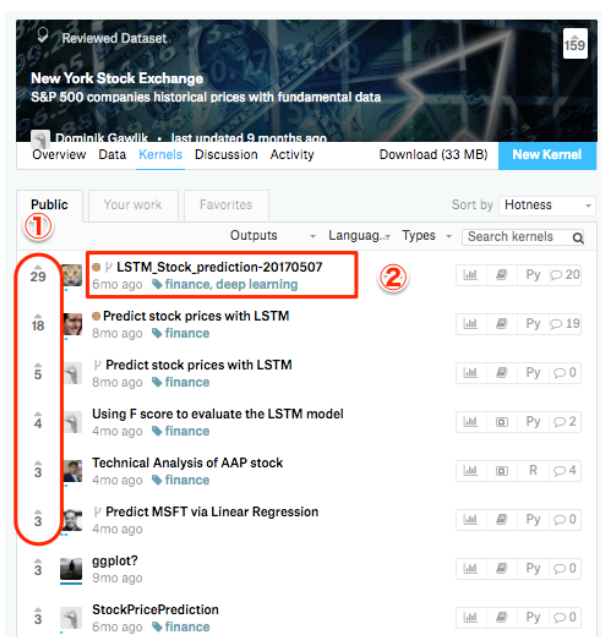 Reviewed Dataset
159
New York Stock Exchange
S&P 500 companies historical prices with fundamental data
Dominik Gawlik • last updated 9 months ago
Overview Data Kernels Discussion Activity Download (33 MB) New Kernel
Public Your work Favorites Sort by Hotness
①
Outputs Languag... Types Search kernels
29 LSTM_Stock_prediction-20170507
6mo ago finance, deep learning
② Py 20
18 Predict stock prices with LSTM
8mo ago finance
Py 19
5 Predict stock prices with LSTM
8mo ago finance
Py 0
4 Using F score to evaluate the LSTM model
4mo ago finance
Py 2
3 Technical Analysis of AAP stock
4mo ago finance
R 4
3 Predict MSFT via Linear Regression
4mo ago
Py 0
3 ggplot?
9mo ago
Py 0
3 StockPricePrediction
6mo ago finance
Py 0